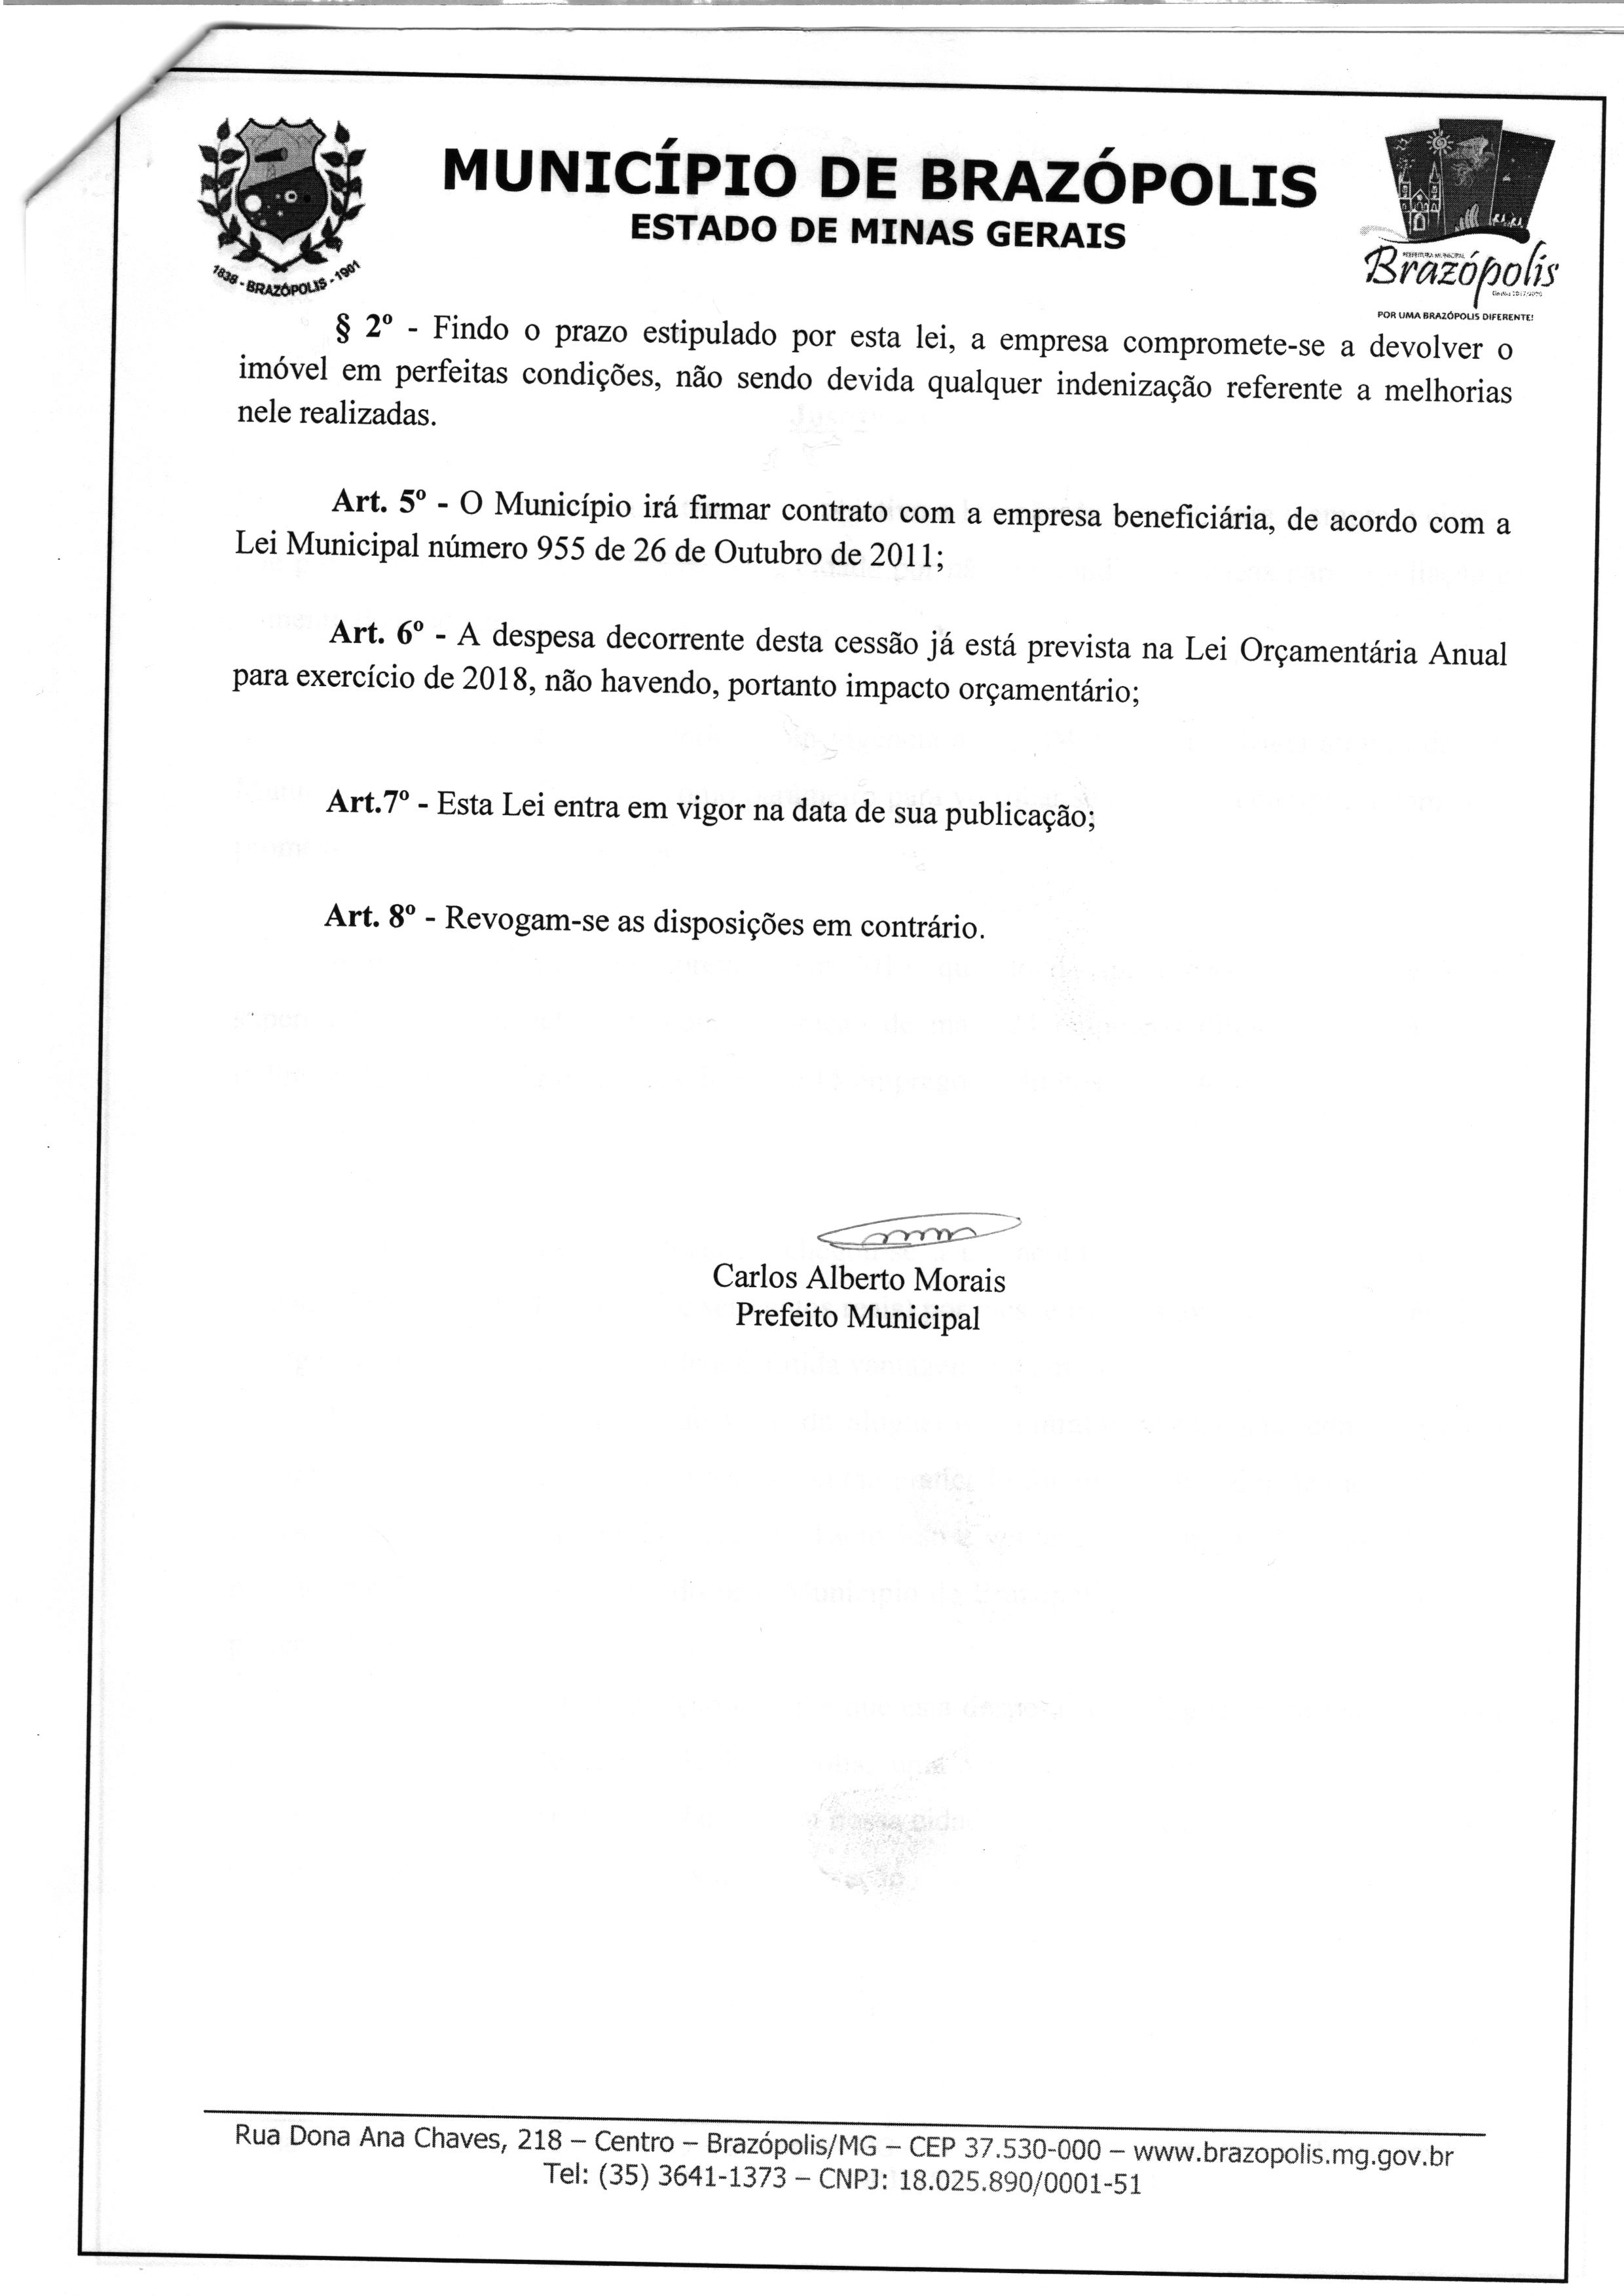 MUNICÍPIO DE BRAZÓPOLIS
ESTADO DE MINAS GERAIS
1838 - BRAZÓPOLIS - 1901
PREFEITURA MUNICIPAL
Brazópolis
POR UMA BRAZÓPOLIS DIFERENTE!
§ 2º - Findo o prazo estipulado por esta lei, a empresa compromete-se a devolver o
imóvel em perfeitas condições, não sendo devida qualquer indenização referente a melhorias
nele realizadas.
Art. 5º - O Município irá firmar contrato com a empresa beneficiária, de acordo com a
Lei Municipal número 955 de 26 de Outubro de 2011;
Art. 6º - A despesa decorrente desta cessão já está prevista na Lei Orçamentária Anual
para exercício de 2018, não havendo, portanto impacto orçamentário;
Art.7º - Esta Lei entra em vigor na data de sua publicação;
Art. 8º - Revogam-se as disposições em contrário.
Carlos Alberto Morais
Prefeito Municipal
Rua Dona Ana Chaves, 218 – Centro – Brazópolis/MG – CEP 37.530-000 – www.brazopolis.mg.gov.br
Tel: (35) 3641-1373 – CNPJ: 18.025.890/0001-51